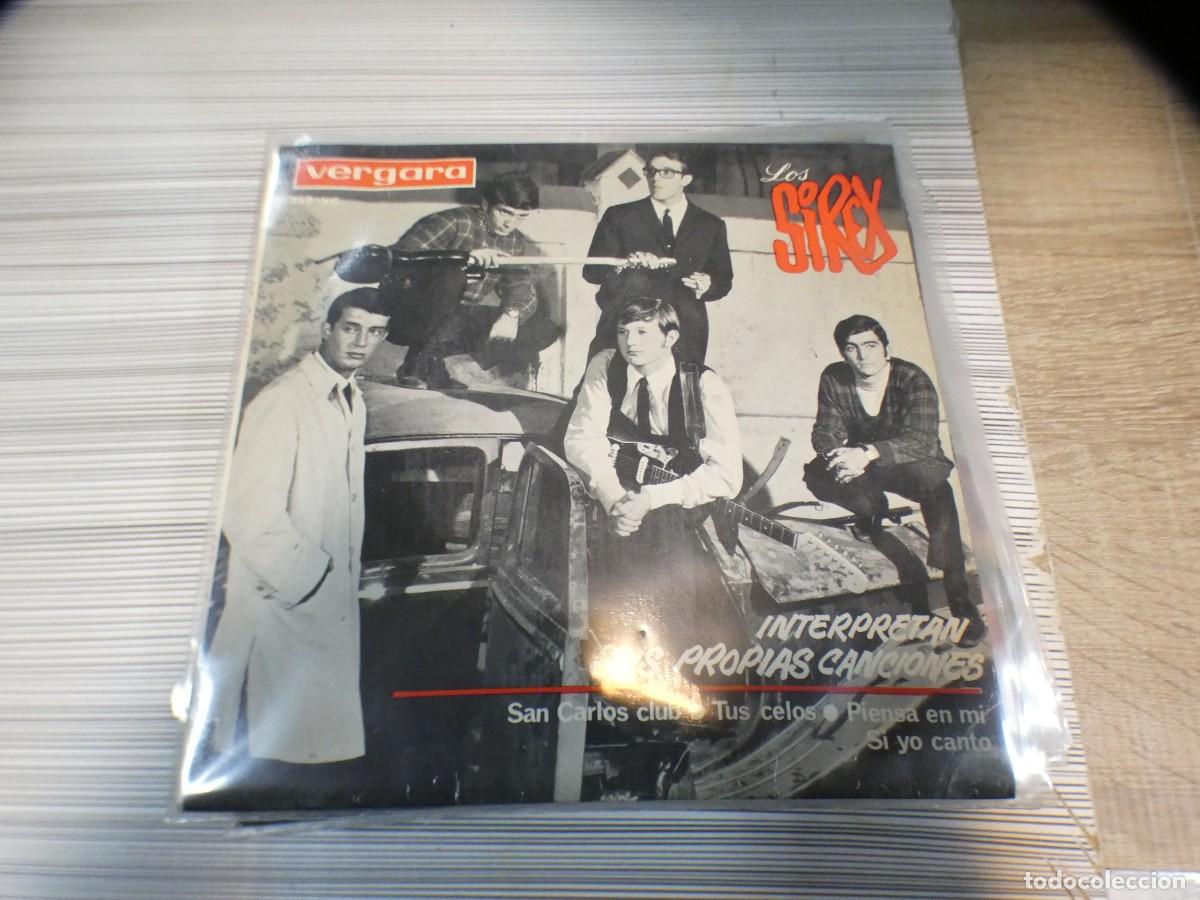 vergara
Los
SiREX
INTERPRETAN
SUS PROPIAS CANCIONES
San Carlos club • Tus celos • Piensa en mi
Si yo canto
todocoleccion